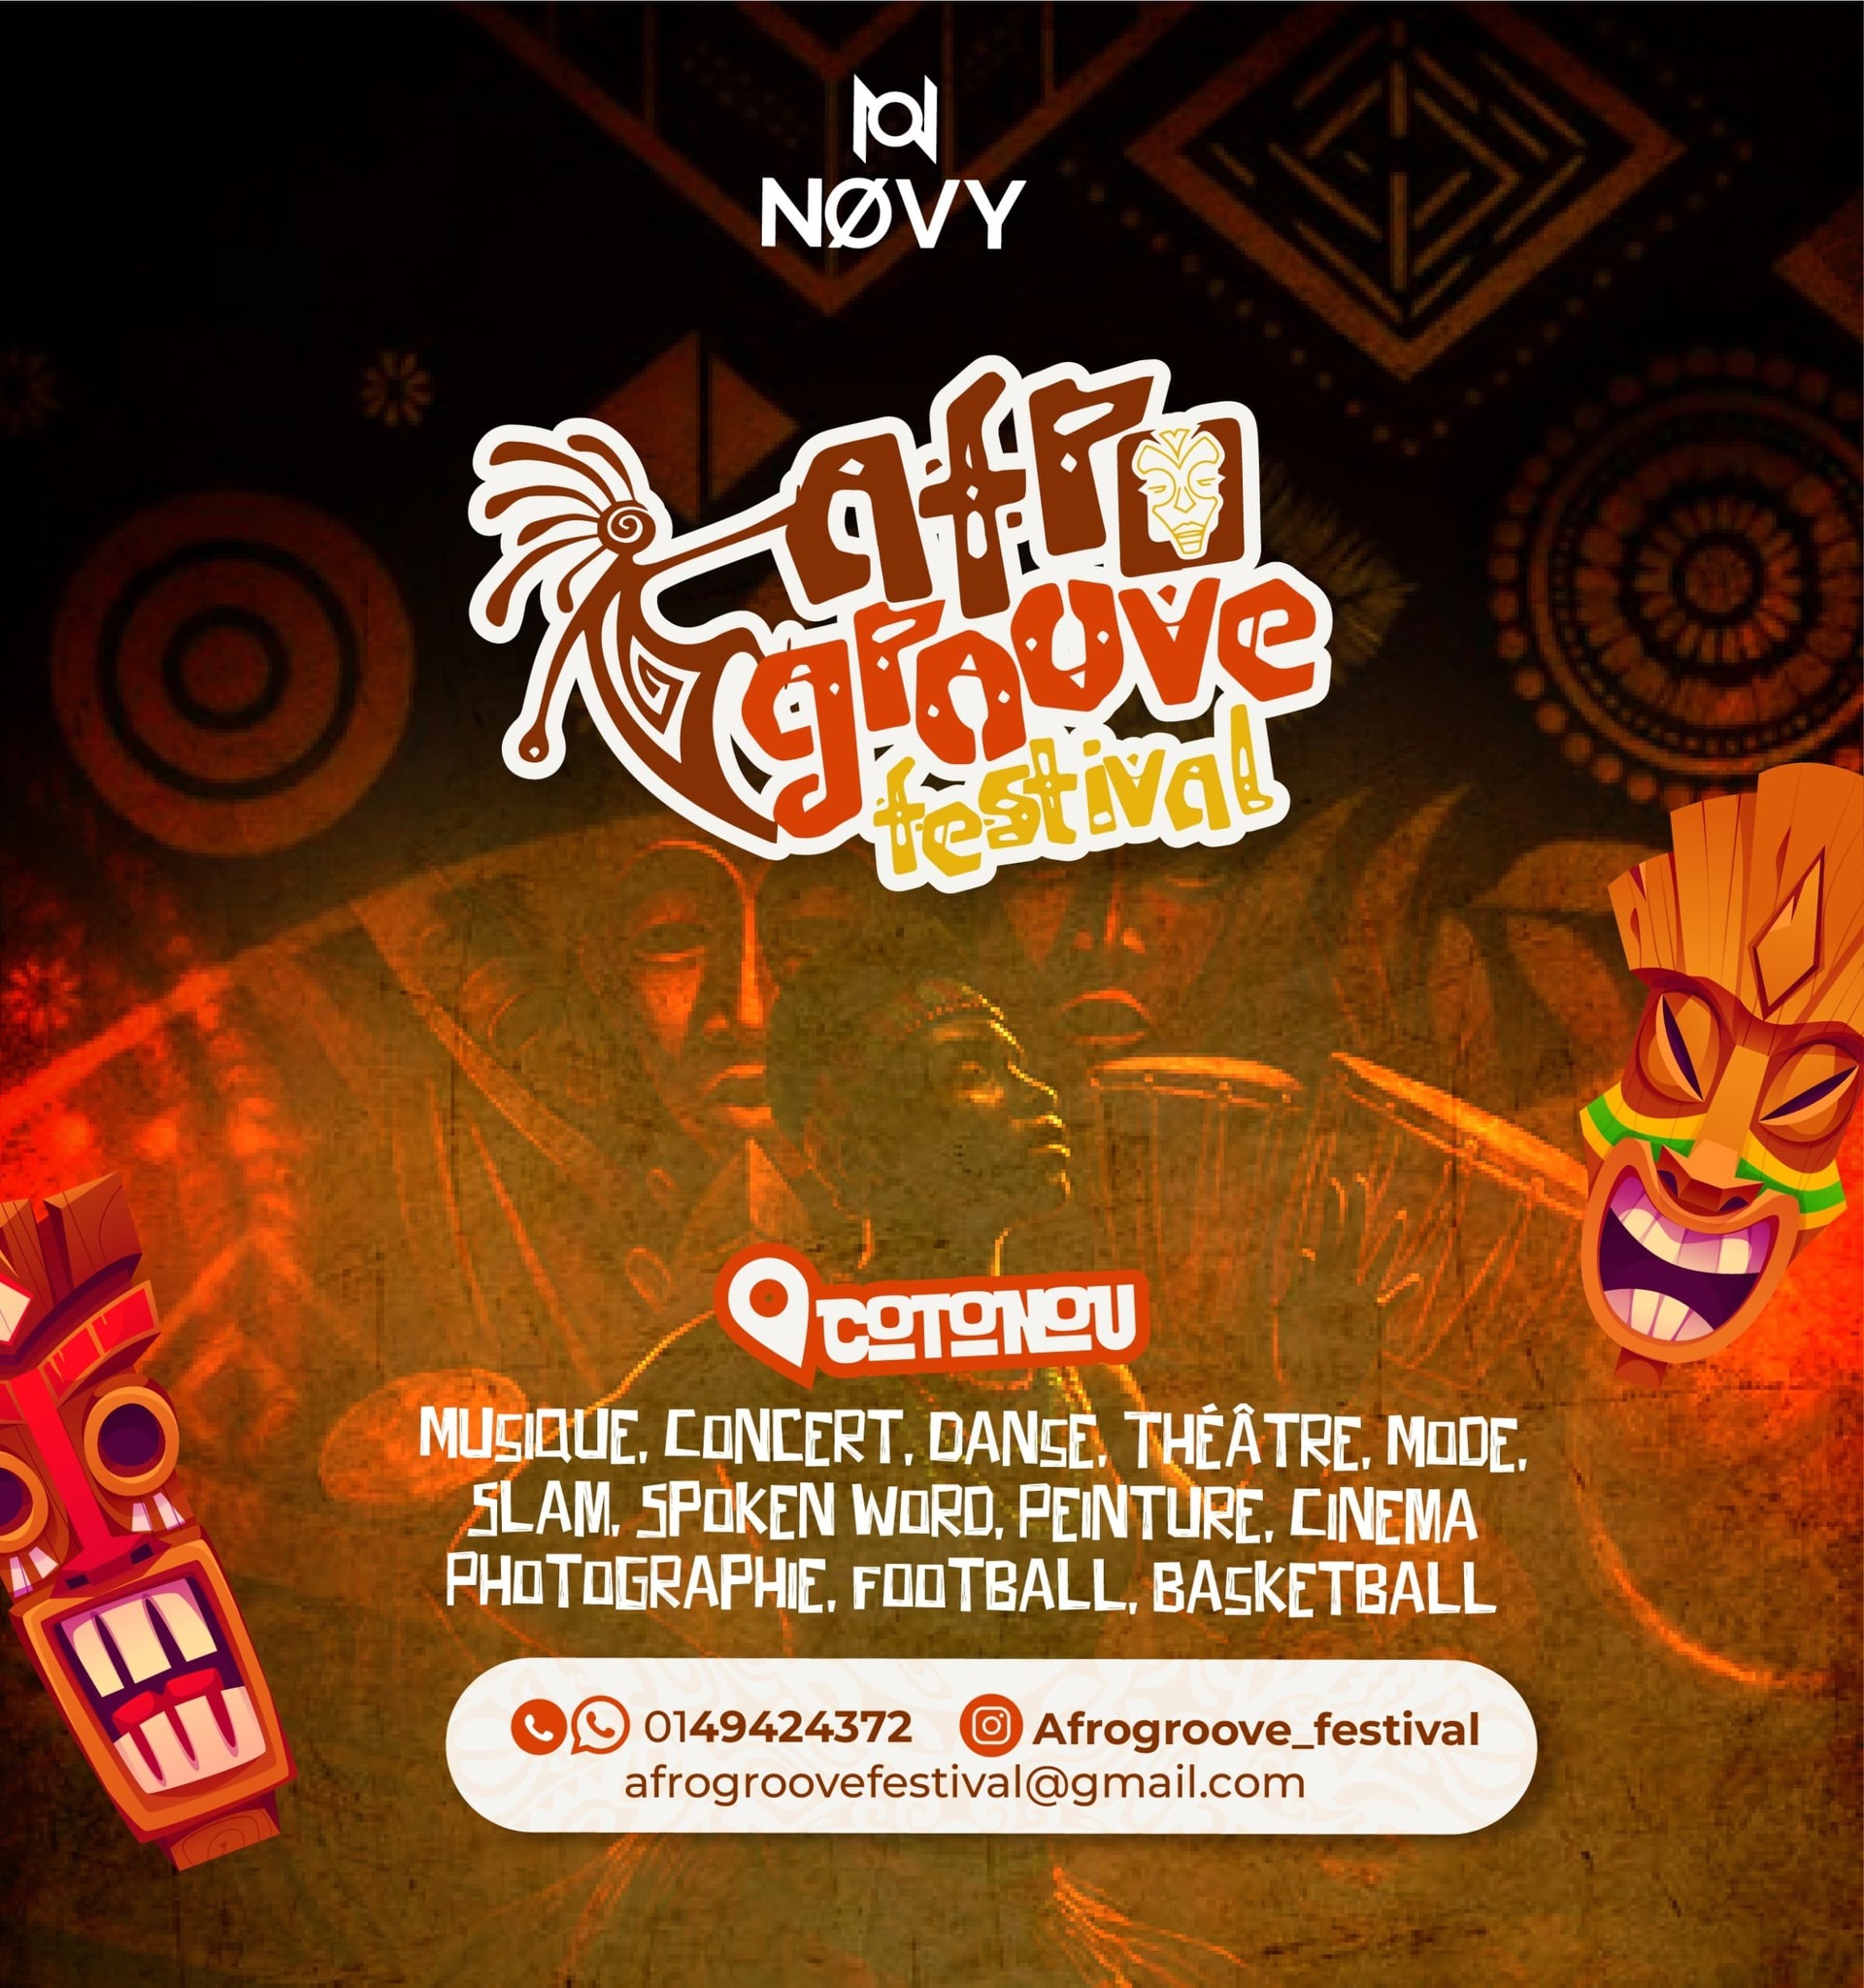 NØVY
afro
groove
festival
COTONOU
MUSIQUE, CONCERT, DANSE, THÉÂTRE, MODE,
SLAM, SPOKEN WORD, PEINTURE, CINEMA
PHOTOGRAPHIE, FOOTBALL, BASKETBALL
0149424372 Afrogroove_festival
afrogroovefestival@gmail.com